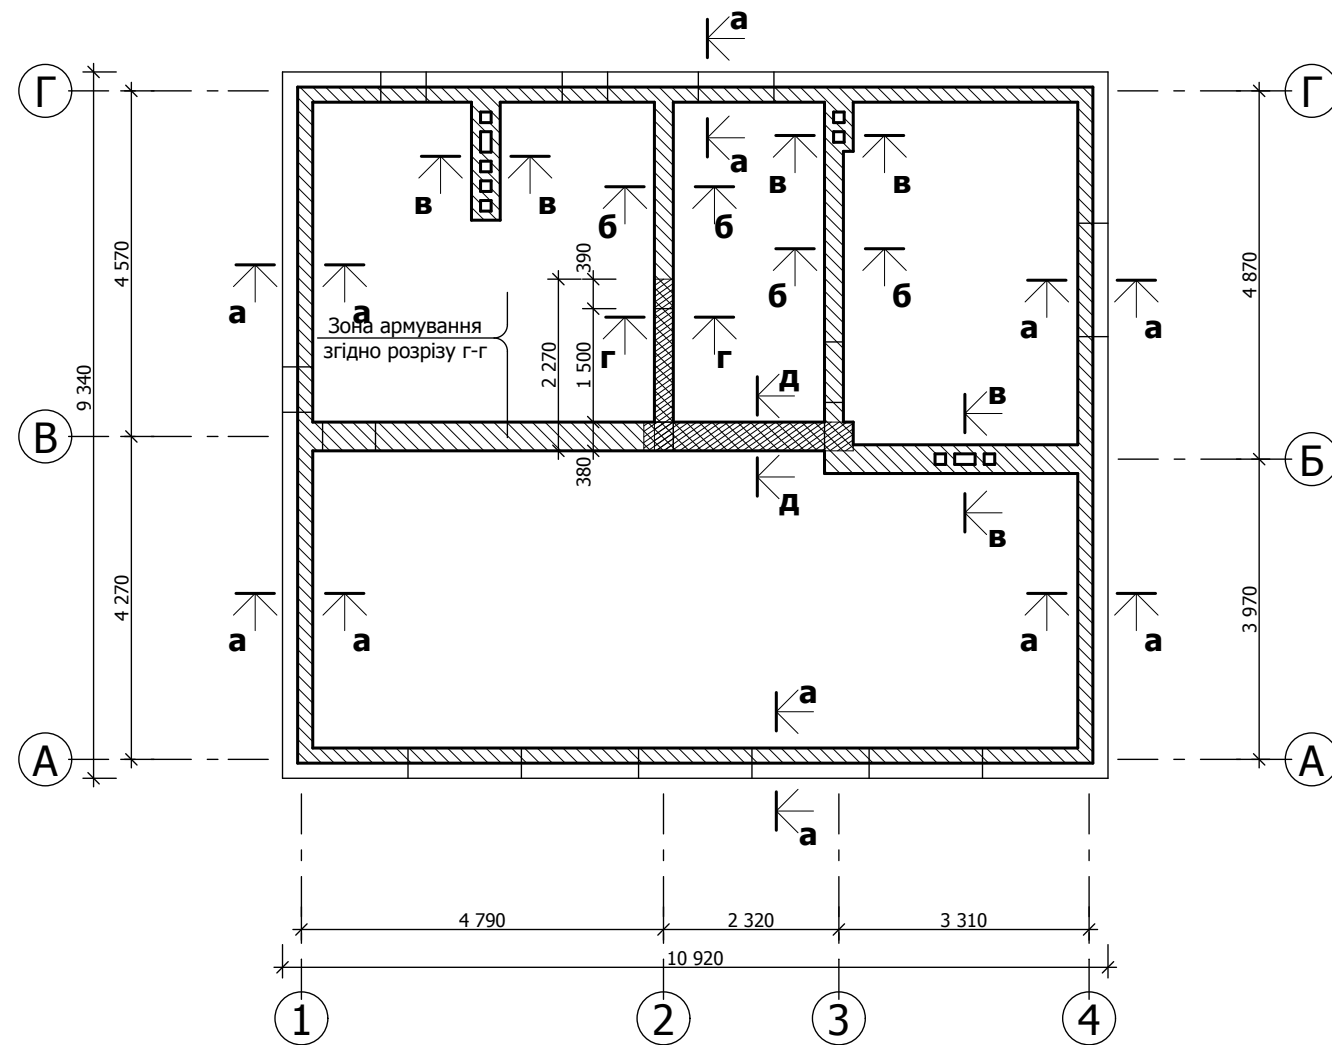 а
Г
Г
а
в
в
в
в
б
б
б
б
4 570
390
4 870
а
а
а
а
Зона армування
згідно розрізу г-г
2 270
1 500
г
г
9 340
д
в
В
Б
380
д
в
4 270
3 970
а
а
а
а
а
А
А
а
4 790
2 320
3 310
10 920
1
2
3
4